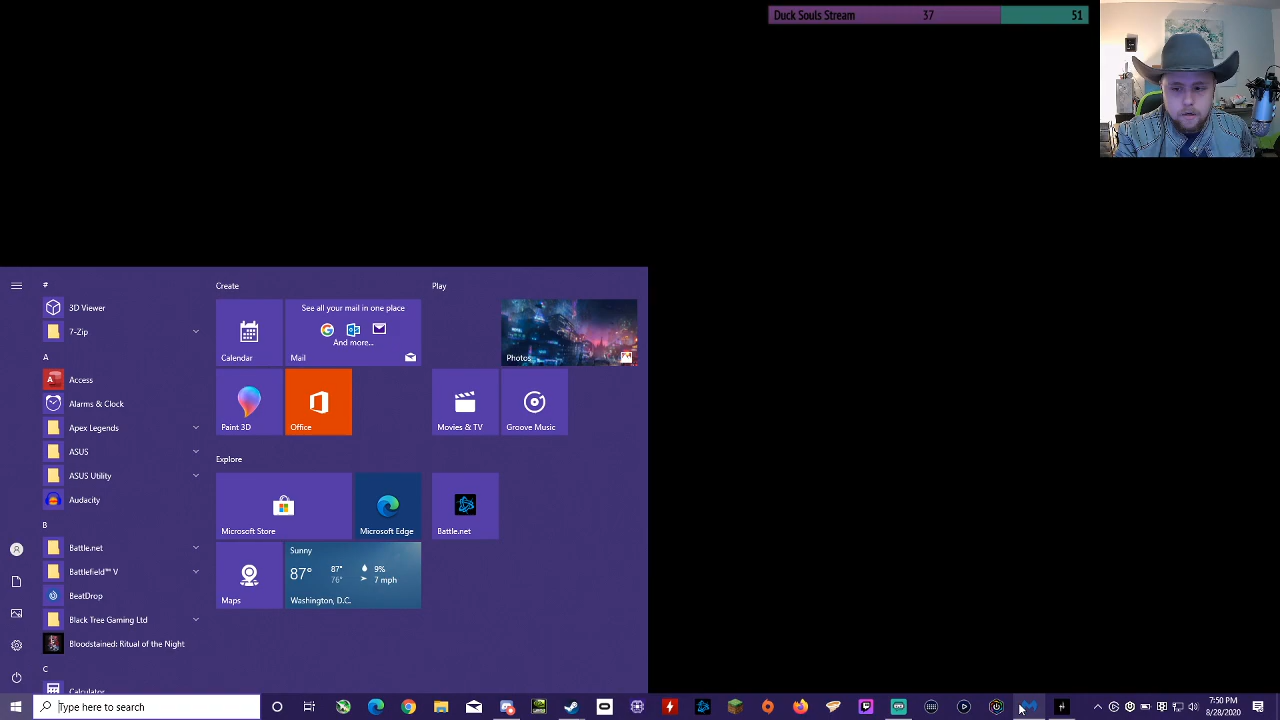 Duck Souls Stream 37 51
#
3D Viewer
7-Zip
A
Access
Alarms & Clock
Apex Legends
ASUS
ASUS Utility
Audacity
B
Battle.net
Battlefield™ V
BeatDrop
Black Tree Gaming Ltd
Bloodstained: Ritual of the Night
C
Calculator
Create
Calendar
See all your mail in one place
And more...
Mail
Paint 3D
Office
Explore
Microsoft Store
Microsoft Edge
Maps
Sunny
87° 87° 9%
76° 7 mph
Washington, D.C.
Play
Photos
Movies & TV
Groove Music
Battle.net
Type here to search
7:50 PM
8/28/2020